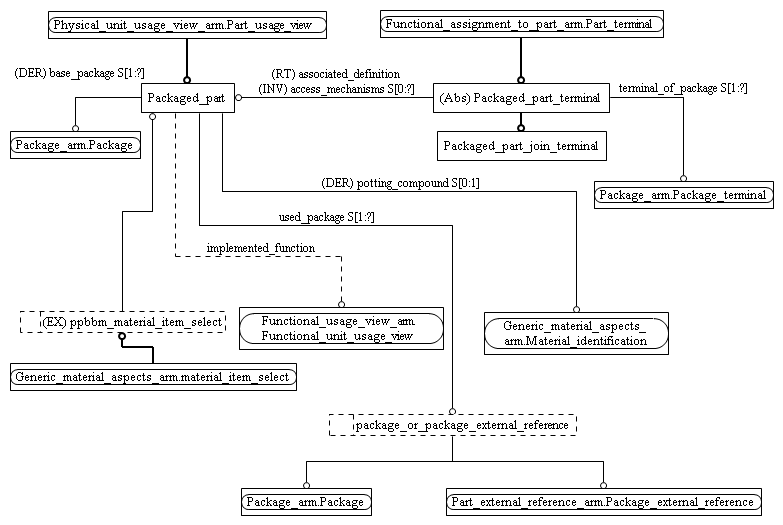 Physical_unit_usage_view_arm.Part_usage_view
Functional_assignment_to_part_arm.Part_terminal
(DER) base_package S[1:?]
(RT) associated_definition
(INV) access_mechanisms S[0:?]
Packaged_part
(Abs) Packaged_part_terminal
terminal_of_package S[1:?]
Package_arm.Package
Packaged_part_join_terminal
(DER) potting_compound S[0:1]
Package_arm.Package_terminal
used_package S[1:?]
implemented_function
(EX) ppbbm_material_item_select
Functional_usage_view_arm.
Functional_unit_usage_view
Generic_material_aspects_
arm.Material_identification
Generic_material_aspects_arm.material_item_select
package_or_package_external_reference
Package_arm.Package
Part_external_reference_arm.Package_external_reference